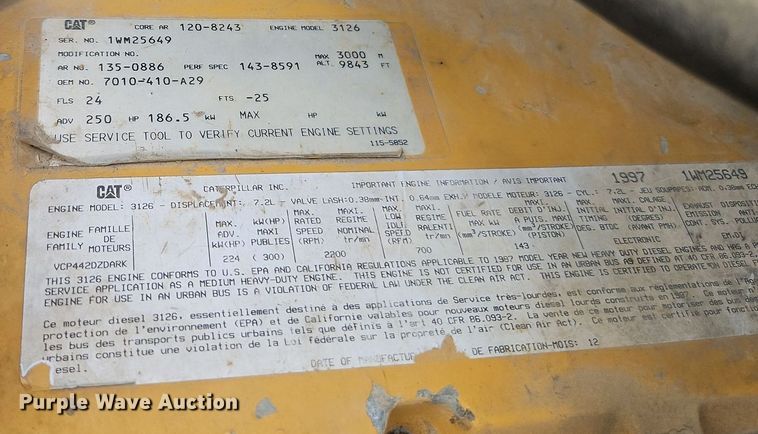 CAT® CORE AR 120-8243 ENGINE MODEL 3126
SER. NO. 1WM25649
MODIFICATION NO. MAX 3000 M
AR NO. 135-0886 PERF SPEC 143-8591 ALT. 9843 FT
OEM NO. 7010-410-A29
FLS 24 FTS -25
ADV 250 HP 186.5 kW MAX HP kW
USE SERVICE TOOL TO VERIFY CURRENT ENGINE SETTINGS
115-5852
CAT® CATERPILLAR INC. IMPORTANT ENGINE INFORMATION / AVIS IMPORTANT 1997 1WM25649
ENGINE MODEL: 3126 - DISPLACEMENT: 7.2L - VALVE LASH: 0.38mm-INT. 0.64mm EXH. / MODELE MOTEUR: 3126 - CYL.: 7.2L - JEU SOUPAPES: ADM. 0.38mm
ENGINE FAMILY
FAMILLE DE MOTEURS
VCP442DZDARK
MAX. ADV. kW(HP)
MAXI. kW(HP) PUBLIES
224 ( 300)
MAX. RATED SPEED (RPM)
MAXI. REGIME NOMINAL tr/mn
2200
MAX. LOW IDLE SPEED (RPM)
MAXI. REGIME RALENTI tr/mn
700
MAX. FUEL RATE @ MAX HP (mm³/STROKE)
MAXI. DEBIT D'INJ. A PUIS. MAXI (mm³/STROKE) (PISTON)
143
MAX. INITIAL TIMING DEG. BTDC
MAXI. CALAGE INITIAL D'INJ (DEGRES) (AVANT PMH)
ELECTRONIC
EXHAUST
EMISSION
CONT SYS.
EM,DI
THIS 3126 ENGINE CONFORMS TO U.S. EPA AND CALIFORNIA REGULATIONS APPLICABLE TO 1997 MODEL YEAR NEW HEAVY DUTY DIESEL ENGINES AND HAS A
SERVICE APPLICATION AS A MEDIUM HEAVY-DUTY ENGINE. THIS ENGINE IS NOT CERTIFIED FOR USE IN AN URBAN BUS AS DEFINED AT 40 CFR 86.093-2.
ENGINE FOR USE IN AN URBAN BUS IS A VIOLATION OF FEDERAL LAW UNDER THE CLEAN AIR ACT. THIS ENGINE IS CERTIFIED TO OPERATE ON DIESEL
Ce moteur diesel 3126, essentiellement destiné à des applications de Service très-lourdes, est conforme aux réglementations de
protection de l'environnement (EPA) et de Californie valables pour nouveaux moteurs diesel lourds construits en 1997. Ce moteur
les bus des transports publics urbains tels que définis à l'art 40 CFR 86.093-2. La vente de ce moteur pour motoriser des bus
urbains constitue une violation de la Loi fédérale sur la propreté de l'air (Clean Air Act). Ce moteur est certifié pour
esel.
DATE OF MANUFACTUR DE FABRICATION-MOIS: 12
Purple Wave Auction